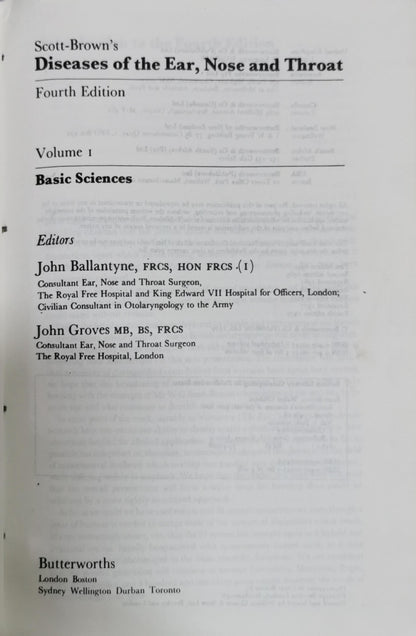 Scott-Brown's
Diseases of the Ear, Nose and Throat
Fourth Edition
Volume 1
Basic Sciences
Editors
John Ballantyne, FRCS, HON FRCS (I)
Consultant Ear, Nose and Throat Surgeon,
The Royal Free Hospital and King Edward VII Hospital for Officers, London;
Civilian Consultant in Otolaryngology to the Army
John Groves MB, BS, FRCS
Consultant Ear, Nose and Throat Surgeon
The Royal Free Hospital, London
Butterworths
London Boston
Sydney Wellington Durban Toronto